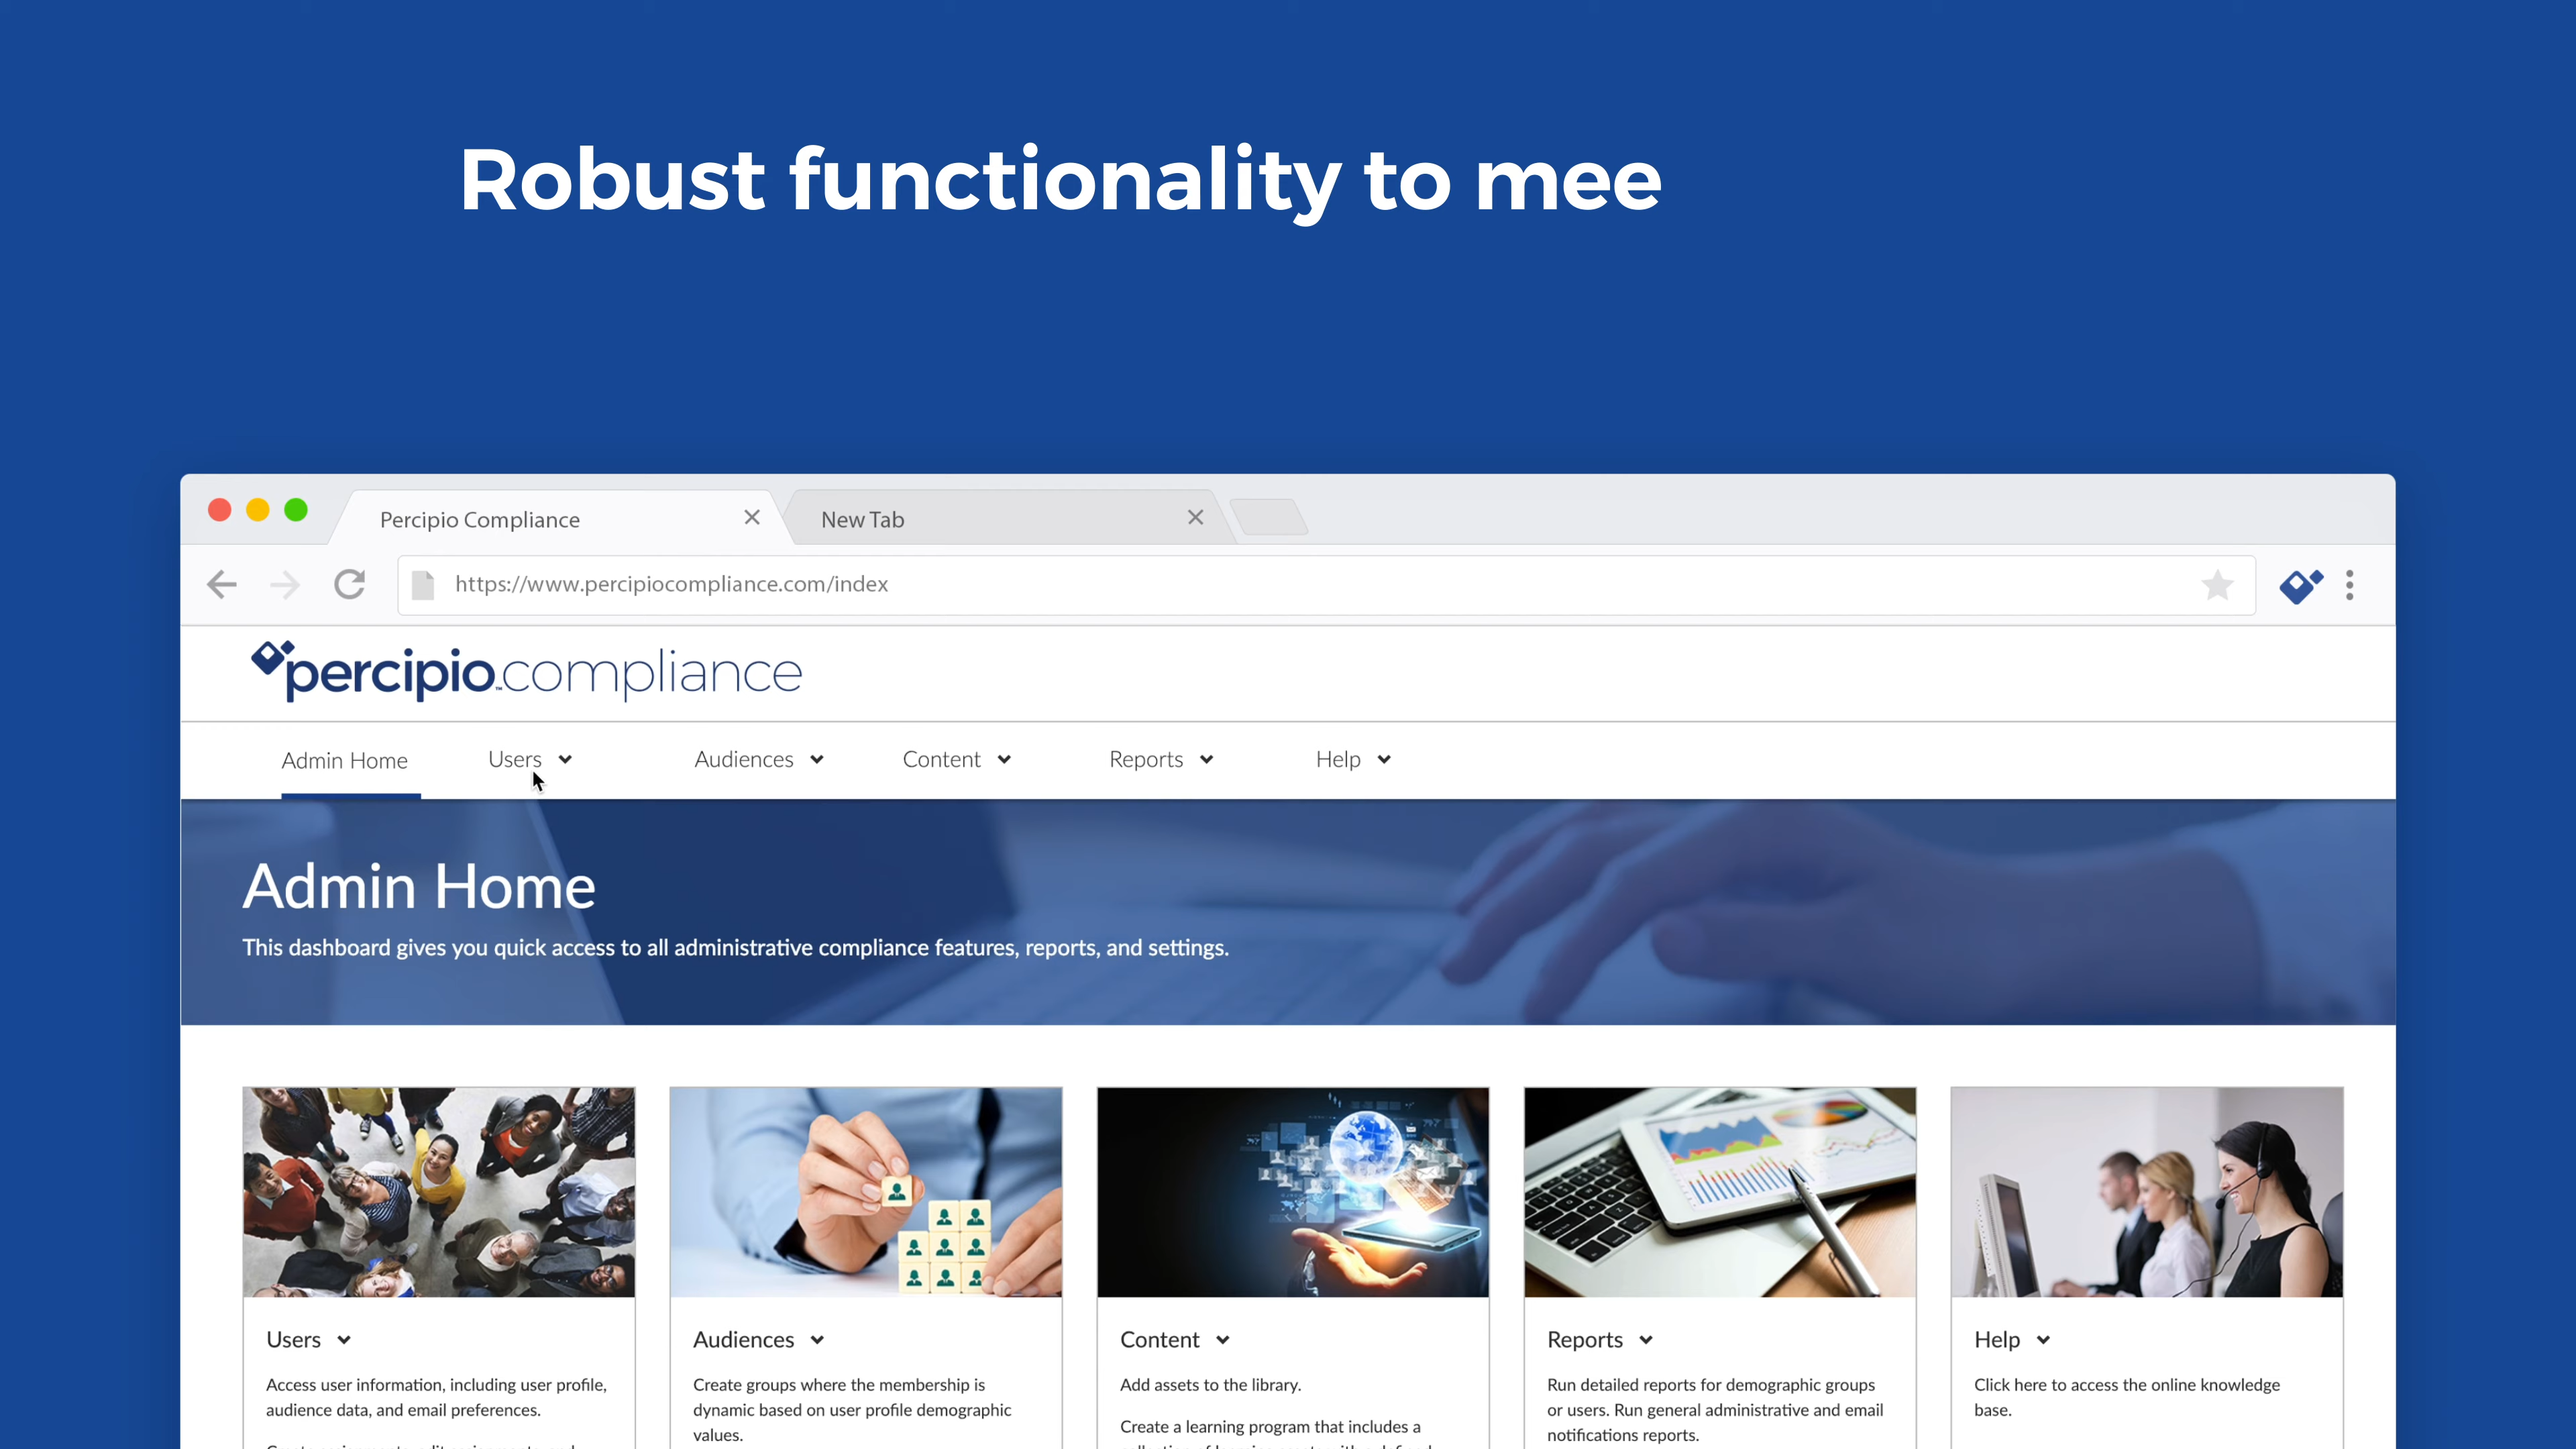 Robust functionality to mee
Percipio Compliance
New Tab
https://www.percipiocompliance.com/index
percipio™compliance
Admin Home
Users
Audiences
Content
Reports
Help
Admin Home
This dashboard gives you quick access to all administrative compliance features, reports, and settings.
Users
Access user information, including user profile,
audience data, and email preferences.
Audiences
Create groups where the membership is
dynamic based on user profile demographic
values.
Content
Add assets to the library.
Create a learning program that includes a
Reports
Run detailed reports for demographic groups
or users. Run general administrative and email
notifications reports.
Help
Click here to access the online knowledge
base.